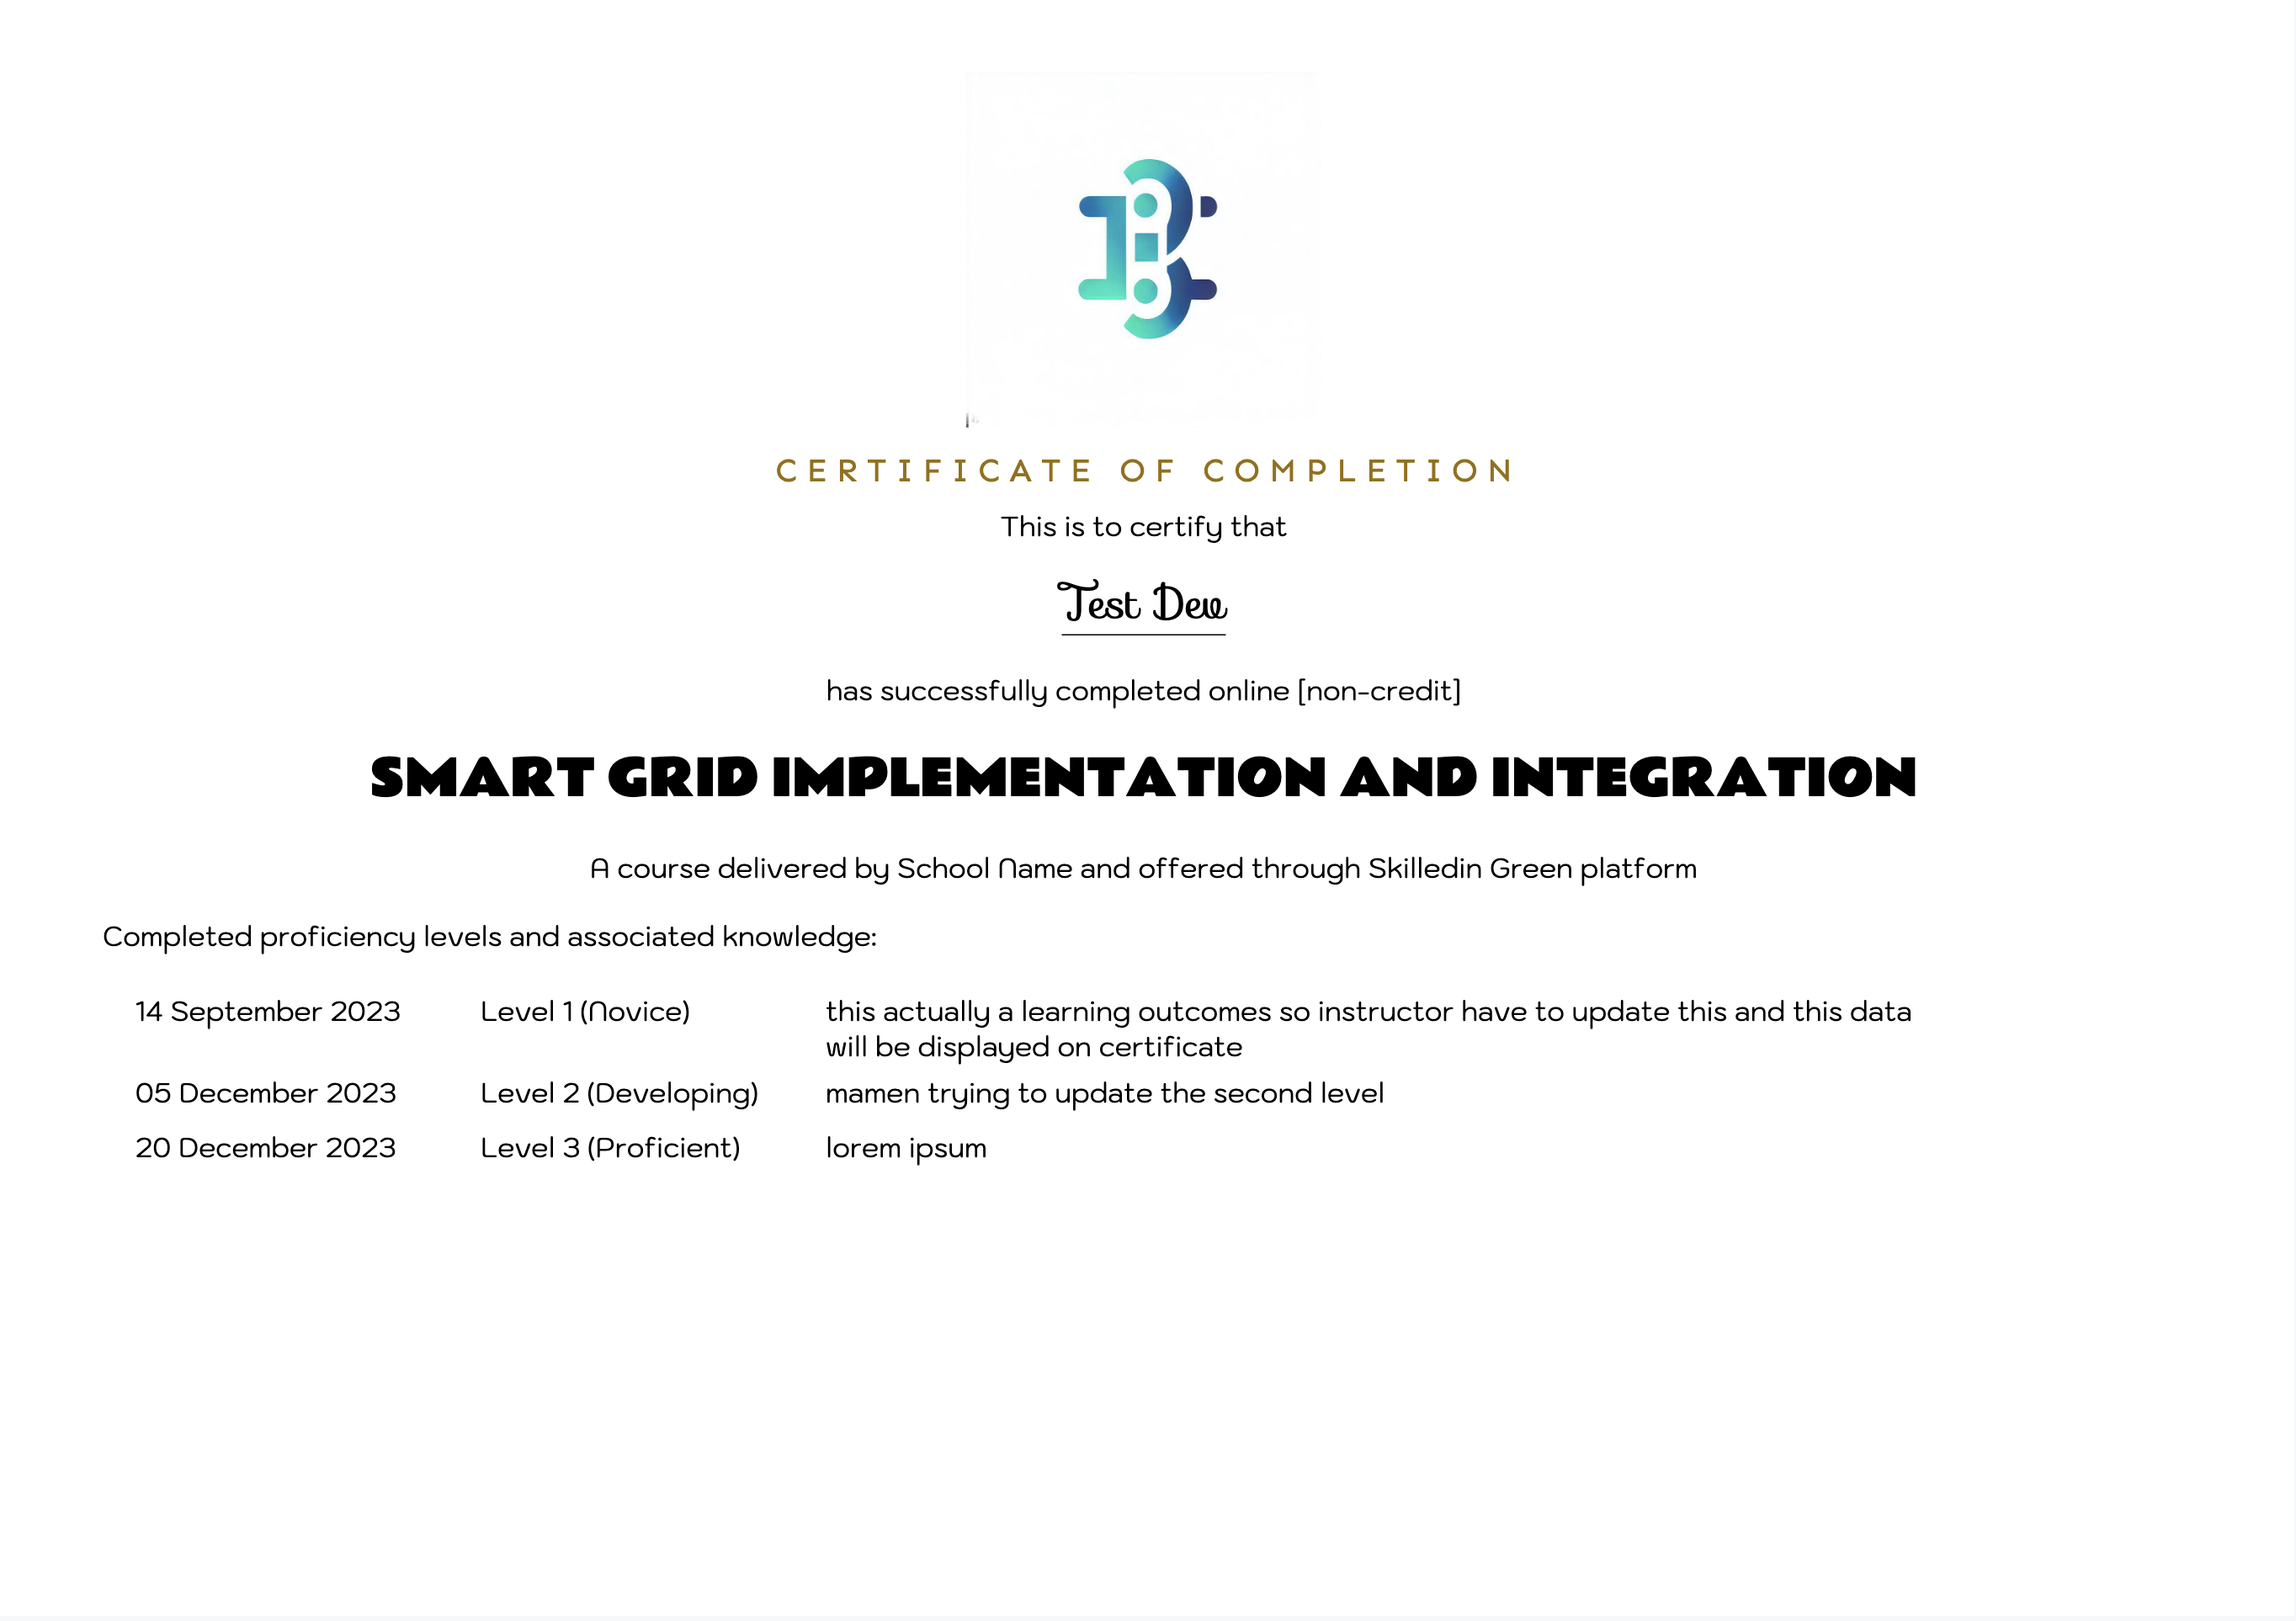 CERTIFICATE OF COMPLETION
This is to certify that
Test Dev
has successfully completed online [non-credit]
SMART GRID IMPLEMENTATION AND INTEGRATION
A course delivered by School Name and offered through Skilledin Green platform
Completed proficiency levels and associated knowledge:
14 September 2023 Level 1 (Novice) this actually a learning outcomes so instructor have to update this and this data
will be displayed on certificate
05 December 2023 Level 2 (Developing) mamen trying to update the second level
20 December 2023 Level 3 (Proficient) lorem ipsum